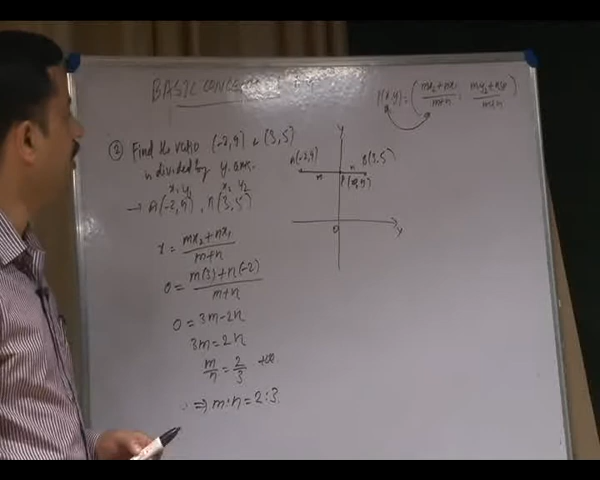 BASIC
P(x,y) = (mx₂+nx₁/m+n , my₂+ny₁/m+n)
② Find the ratio (-2,9) & (3,5)
is divided by y-axis.
x₁ y₁ x₂ y₂
→ A(-2,9), B(3,5)
x = mx₂+nx₁/m+n
0 = m(3)+n(-2)/m+n
0 = 3m-2n
3m = 2n
m/n = 2/3 +ve
∴ ⇒ m:n = 2:3.
y
A(-2,9) B(3,5)
m n
O